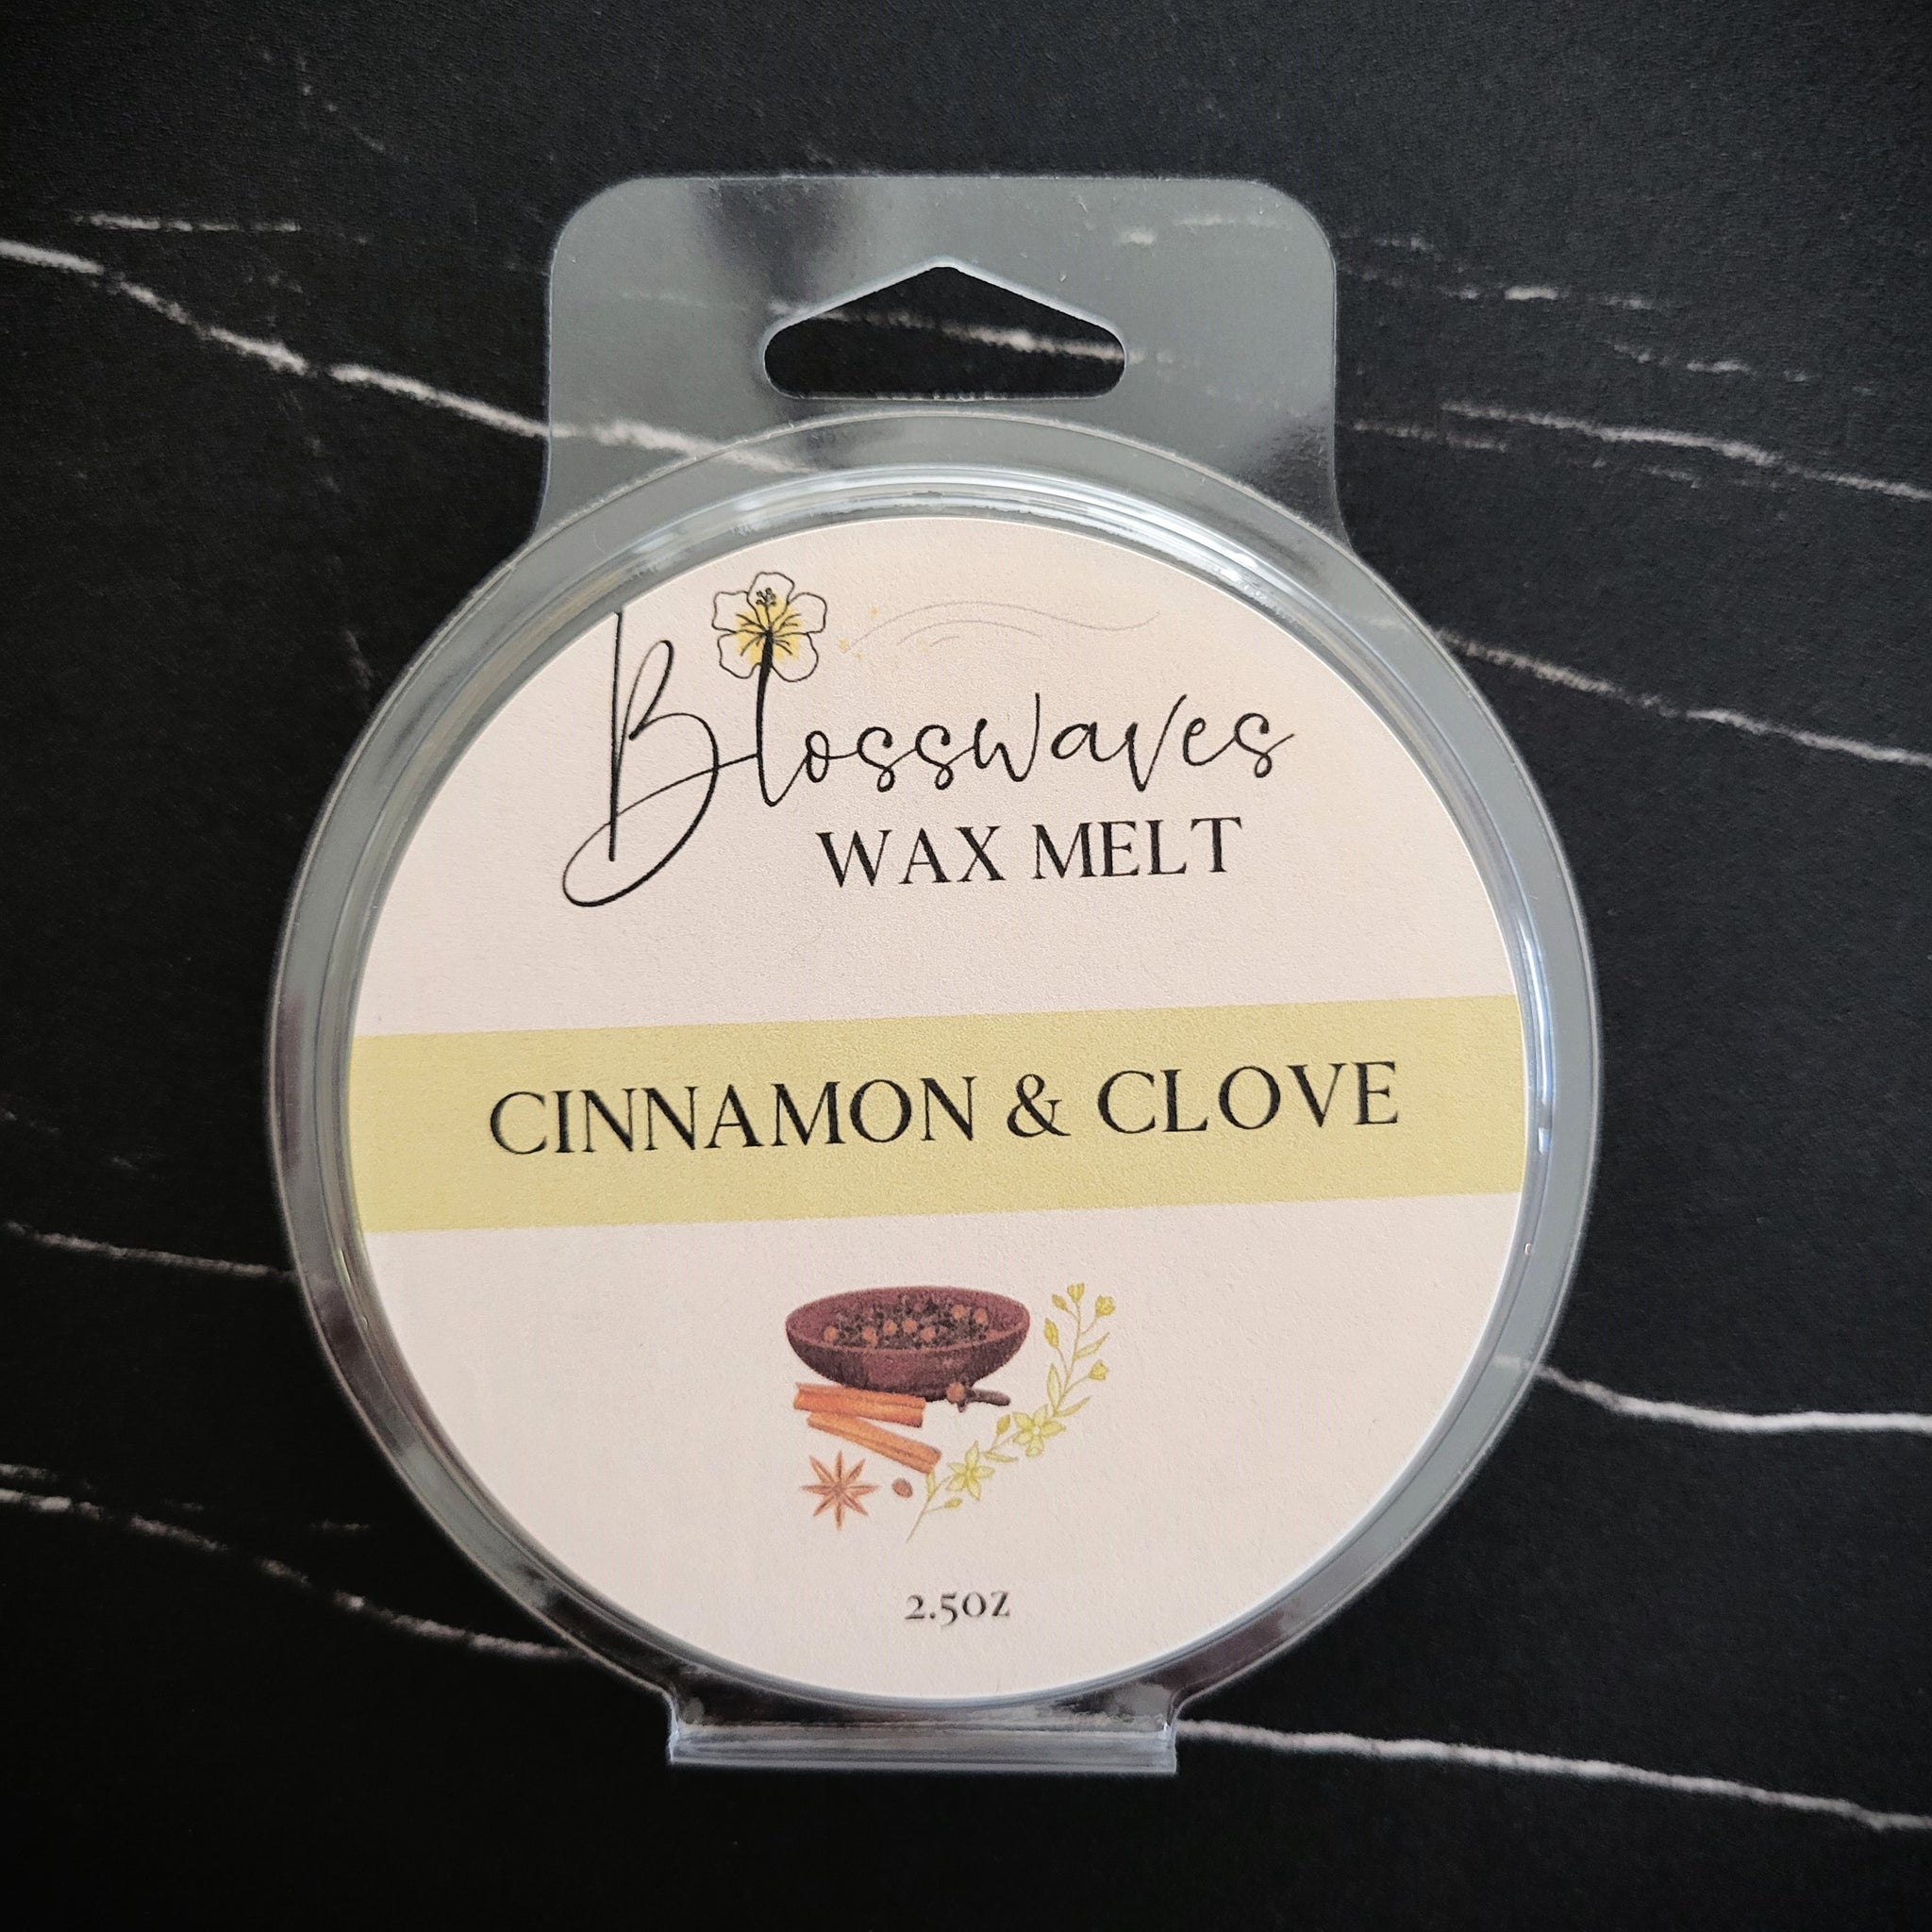 Blosswaves
WAX MELT
CINNAMON & CLOVE
2.5OZ